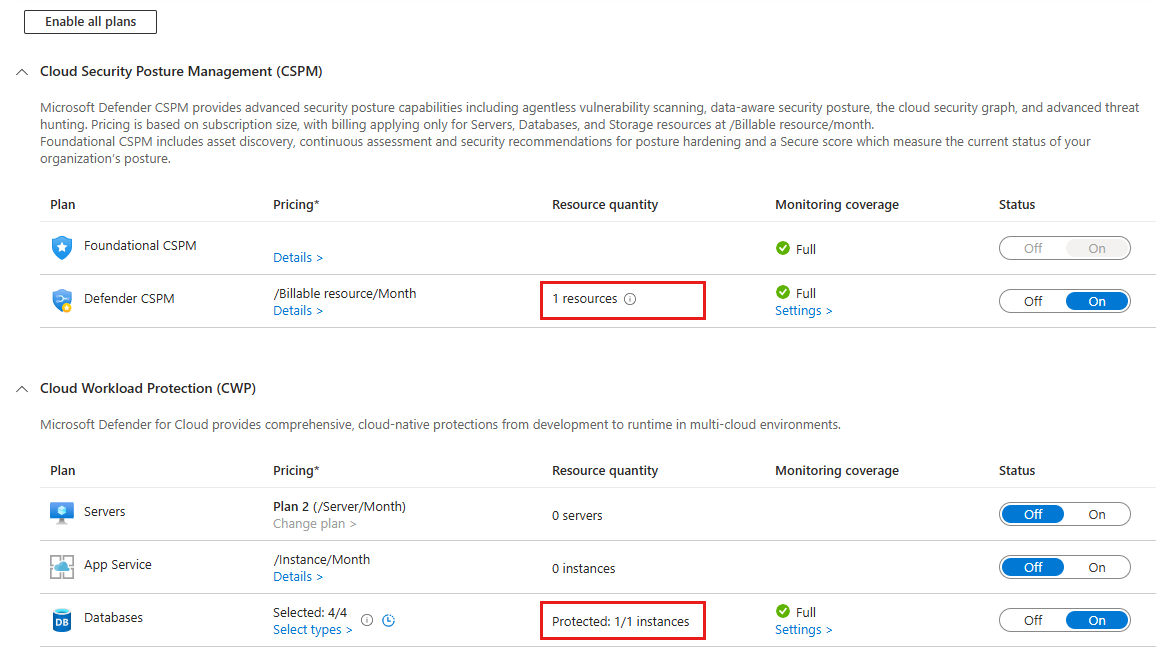 Enable all plans
Cloud Security Posture Management (CSPM)
Microsoft Defender CSPM provides advanced security posture capabilities including agentless vulnerability scanning, data-aware security posture, the cloud security graph, and advanced threat
hunting. Pricing is based on subscription size, with billing applying only for Servers, Databases, and Storage resources at /Billable resource/month.
Foundational CSPM includes asset discovery, continuous assessment and security recommendations for posture hardening and a Secure score which measure the current status of your
organization's posture.
Plan Pricing* Resource quantity Monitoring coverage Status
Foundational CSPM Details > Full Off On
Defender CSPM /Billable resource/Month 1 resources Full Off On
Details > Settings >
Cloud Workload Protection (CWP)
Microsoft Defender for Cloud provides comprehensive, cloud-native protections from development to runtime in multi-cloud environments.
Plan Pricing* Resource quantity Monitoring coverage Status
Servers Plan 2 (/Server/Month) 0 servers Off On
Change plan >
App Service /Instance/Month 0 instances Off On
Details >
DB Databases Selected: 4/4 Protected: 1/1 instances Full Off On
Select types > Settings >